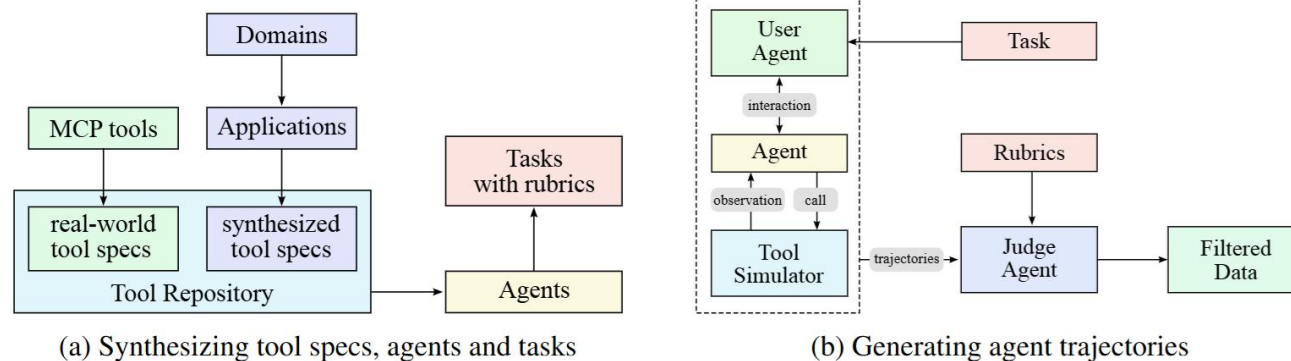 Domains
MCP tools
Applications
real-world
tool specs
synthesized
tool specs
Tool Repository
Tasks
with rubrics
Agents
(a) Synthesizing tool specs, agents and tasks
User
Agent
Task
interaction
Agent
observation
call
Tool
Simulator
trajectories
Rubrics
Judge
Agent
Filtered
Data
(b) Generating agent trajectories